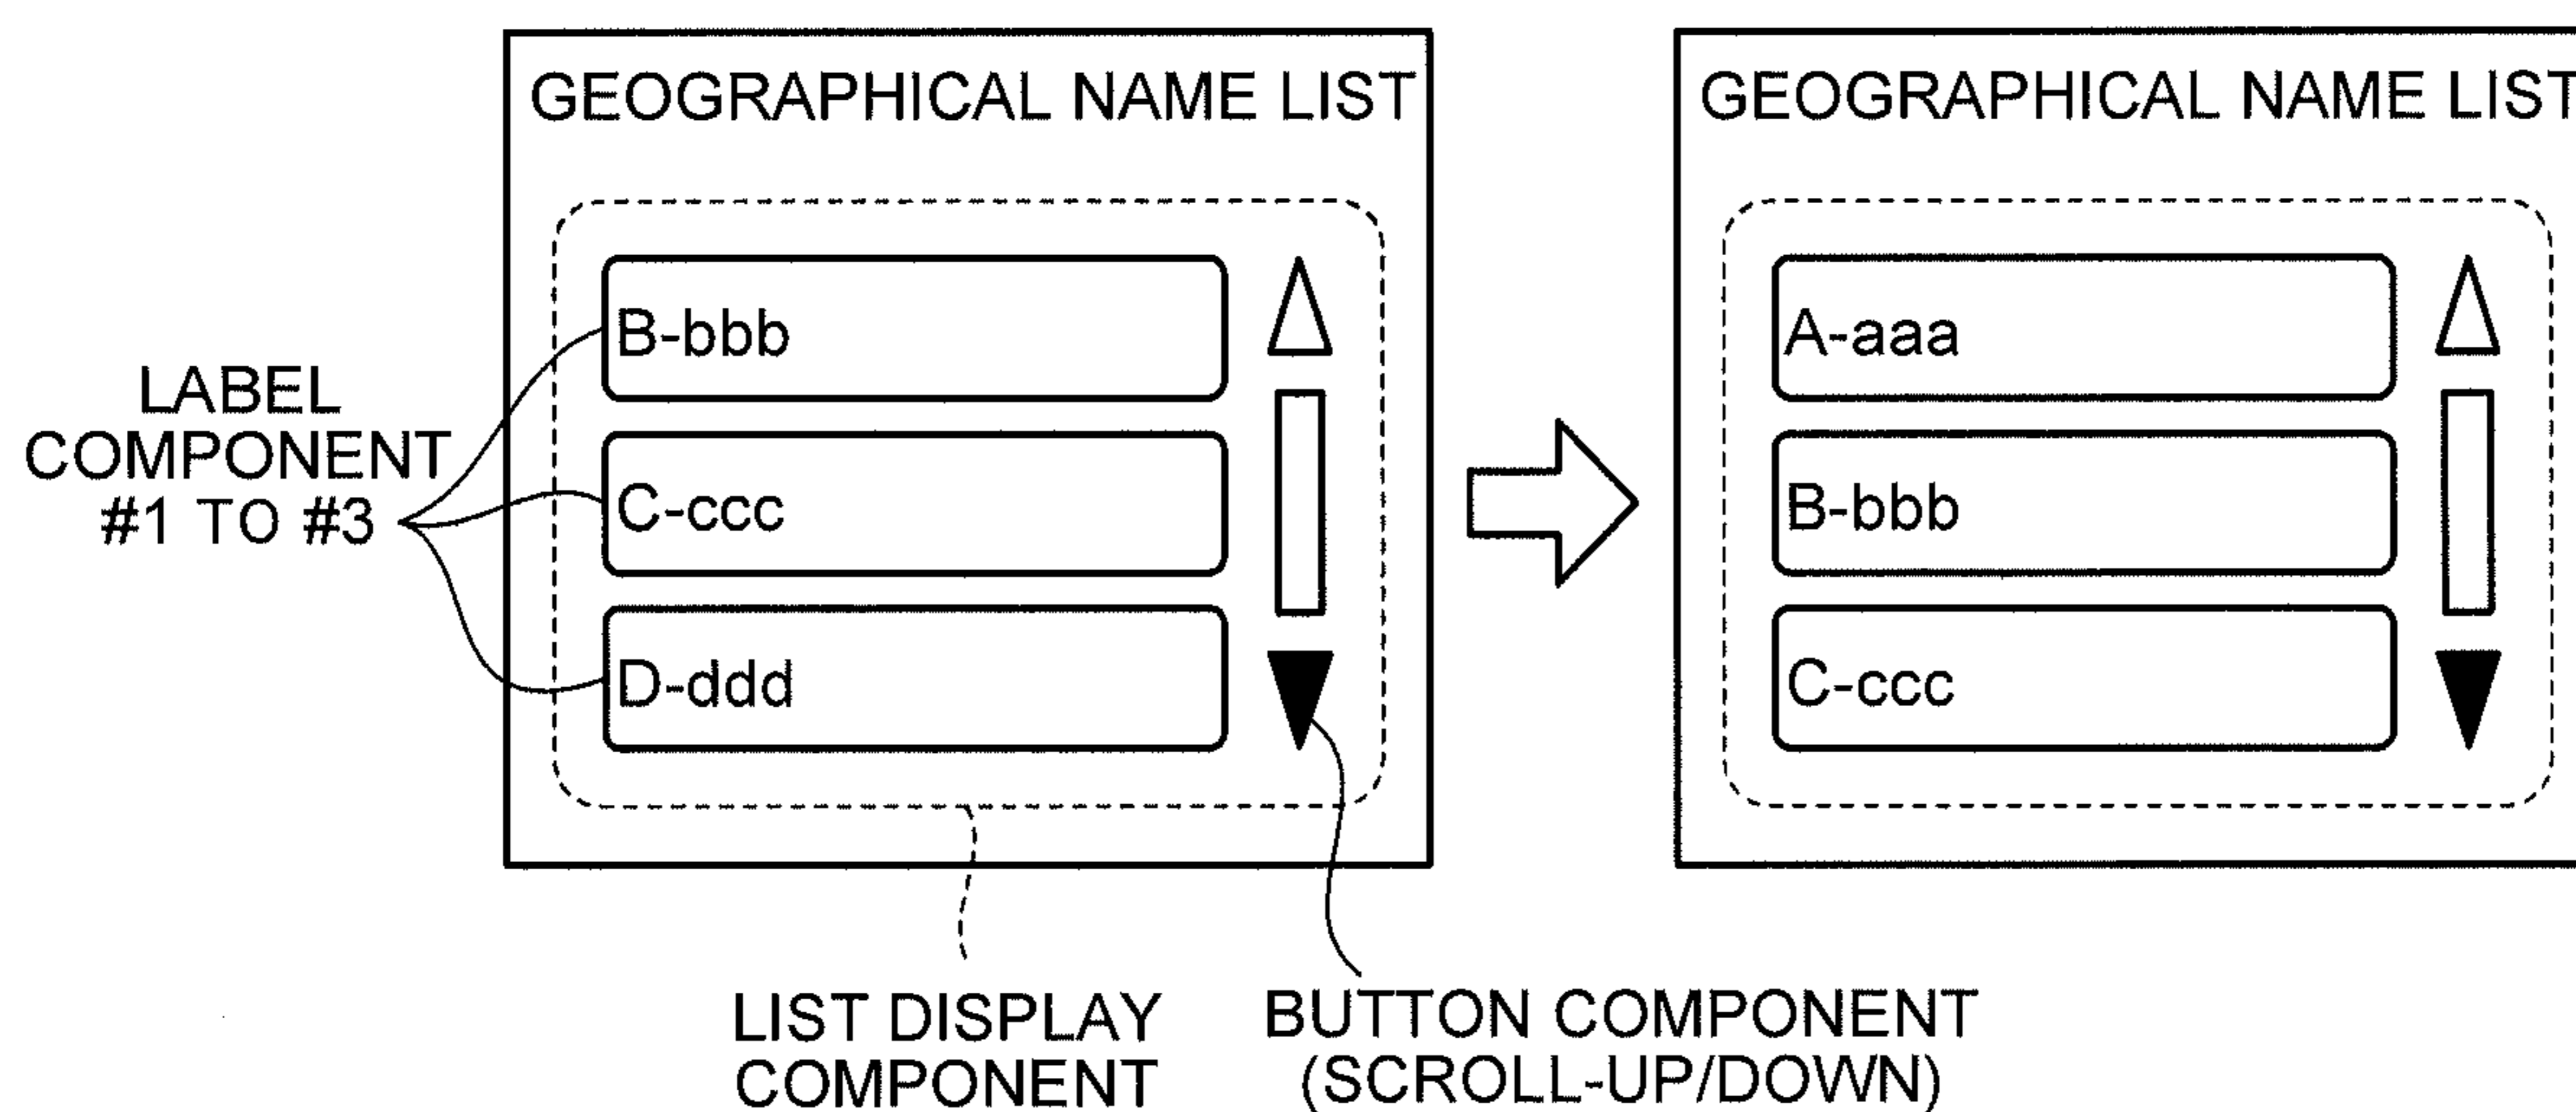 GEOGRAPHICAL NAME LIST
B-bbb
C-ccc
D-ddd
LABEL
COMPONENT
#1 TO #3
GEOGRAPHICAL NAME LIST
A-aaa
B-bbb
C-ccc
LIST DISPLAY
COMPONENT
BUTTON COMPONENT
(SCROLL-UP/DOWN)